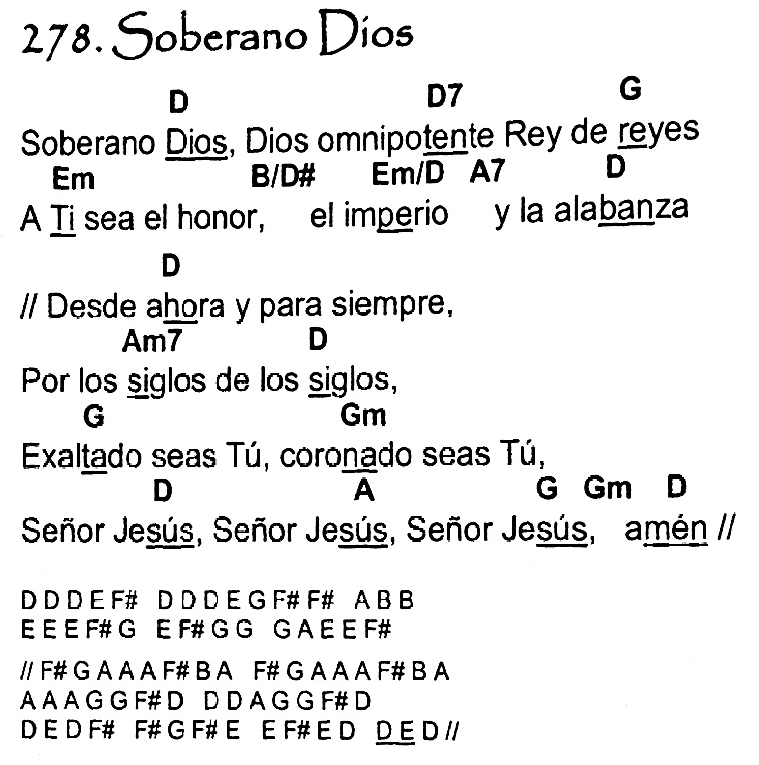 278. Soberano Dios
D D7 G
Soberano Dios, Dios omnipotente Rey de reyes
Em B/D# Em/D A7 D
A Ti sea el honor, el imperio y la alabanza
D
// Desde ahora y para siempre,
Am7 D
Por los siglos de los siglos,
G Gm
Exaltado seas Tú, coronado seas Tú,
D A G Gm D
Señor Jesús, Señor Jesús, Señor Jesús, amén //
D D D E F# D D D E G F# F# A B B
E E E F# G E F# G G G A E E F#
// F# G A A A F# B A F# G A A A F# B A
A A A G G F# D D D A G G F# D
D E D F# F# G F# E E F# E D D E D //